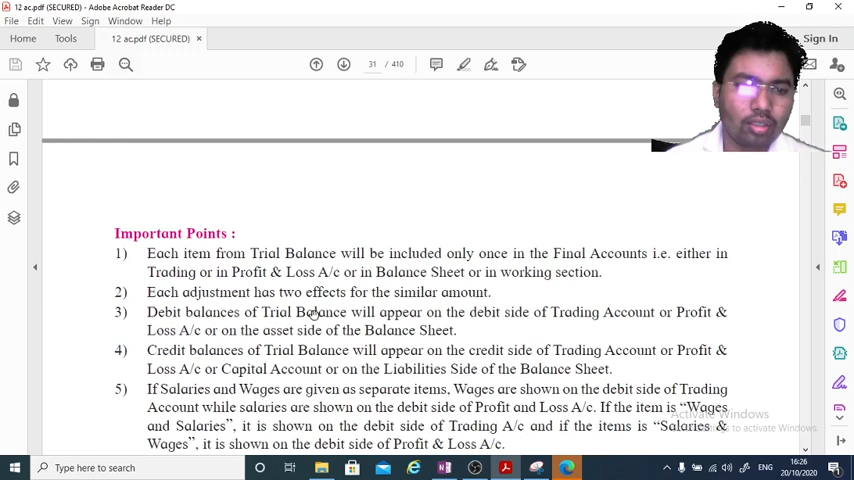 12 ac.(SECURED) - Adobe Acrobat Reader DC
File Edit View Sign Window Help
Home Tools 12 ac.(SECURED) × Sign In
31 / 410
Important Points :
1) Each item from Trial Balance will be included only once in the Final Accounts i.e. either in
Trading or in Profit & Loss A/c or in Balance Sheet or in working section.
2) Each adjustment has two effects for the similar amount.
3) Debit balances of Trial Balance will appear on the debit side of Trading Account or Profit &
Loss A/c or on the asset side of the Balance Sheet.
4) Credit balances of Trial Balance will appear on the credit side of Trading Account or Profit &
Loss A/c or Capital Account or on the Liabilities Side of the Balance Sheet.
5) If Salaries and Wages are given as separate items, Wages are shown on the debit side of Trading
Account while salaries are shown on the debit side of Profit and Loss A/c. If the item is "Wages
and Salaries", it is shown on the debit side of Trading A/c and if the items is "Salaries &
Wages", it is shown on the debit side of Profit & Loss A/c.
Activate Windows
to activate Windows.
Type here to search
ENG
16:26
20/10/2020